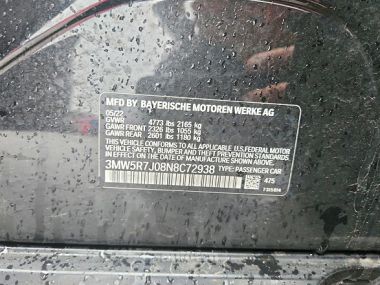 MFD BY BAYERISCHE MOTOREN WERKE AG
05/22
GVWR 4773 lbs 2165 kg
GAWR FRONT 2326 lbs 1055 kg
GAWR REAR 2601 lbs 1180 kg
THIS VEHICLE CONFORMS TO ALL APPLICABLE U.S. FEDERAL MOTOR
VEHICLE SAFETY, BUMPER AND THEFT PREVENTION STANDARDS
IN EFFECT ON THE DATE OF MANUFACTURE SHOWN ABOVE.
3MW5R7J08N8C72938 TYPE: PASSENGER CAR
475